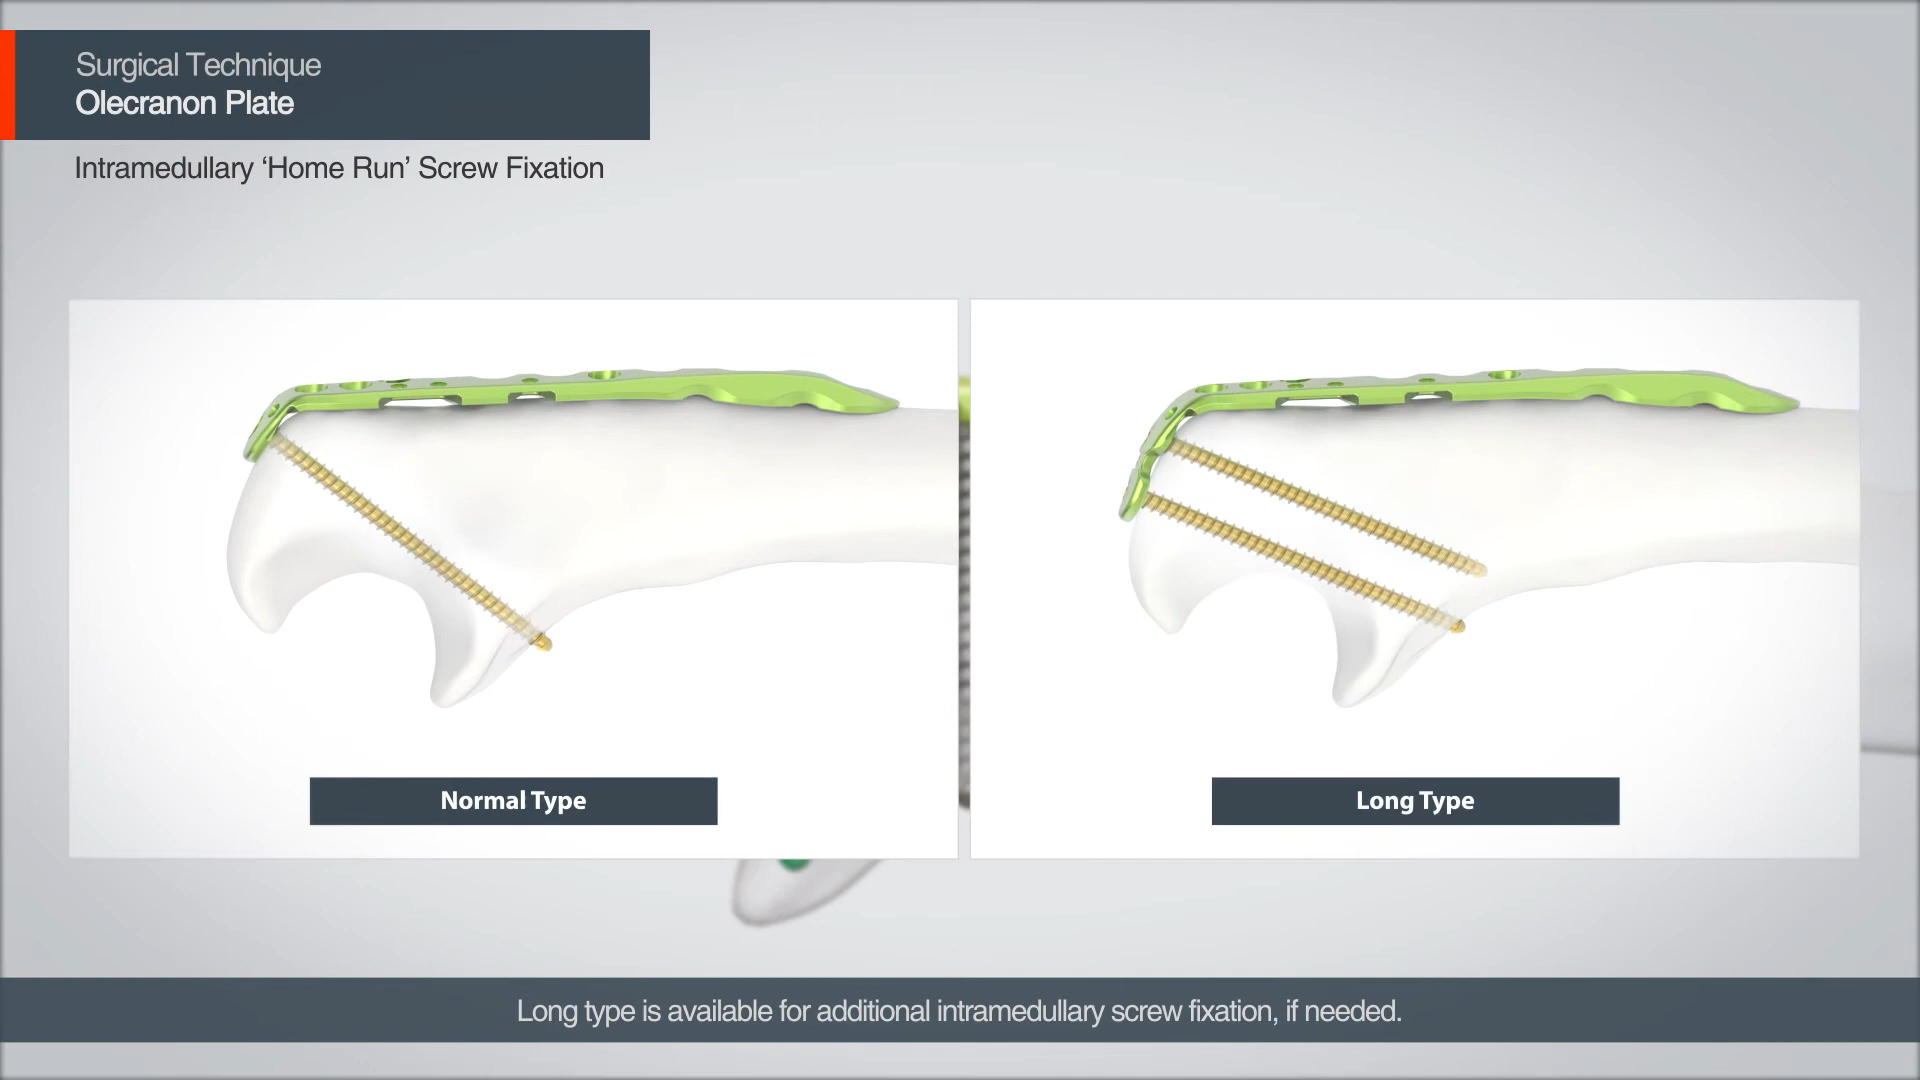 Surgical Technique
Olecranon Plate
Intramedullary ‘Home Run’ Screw Fixation
Normal Type
Long Type
Long type is available for additional intramedullary screw fixation, if needed.